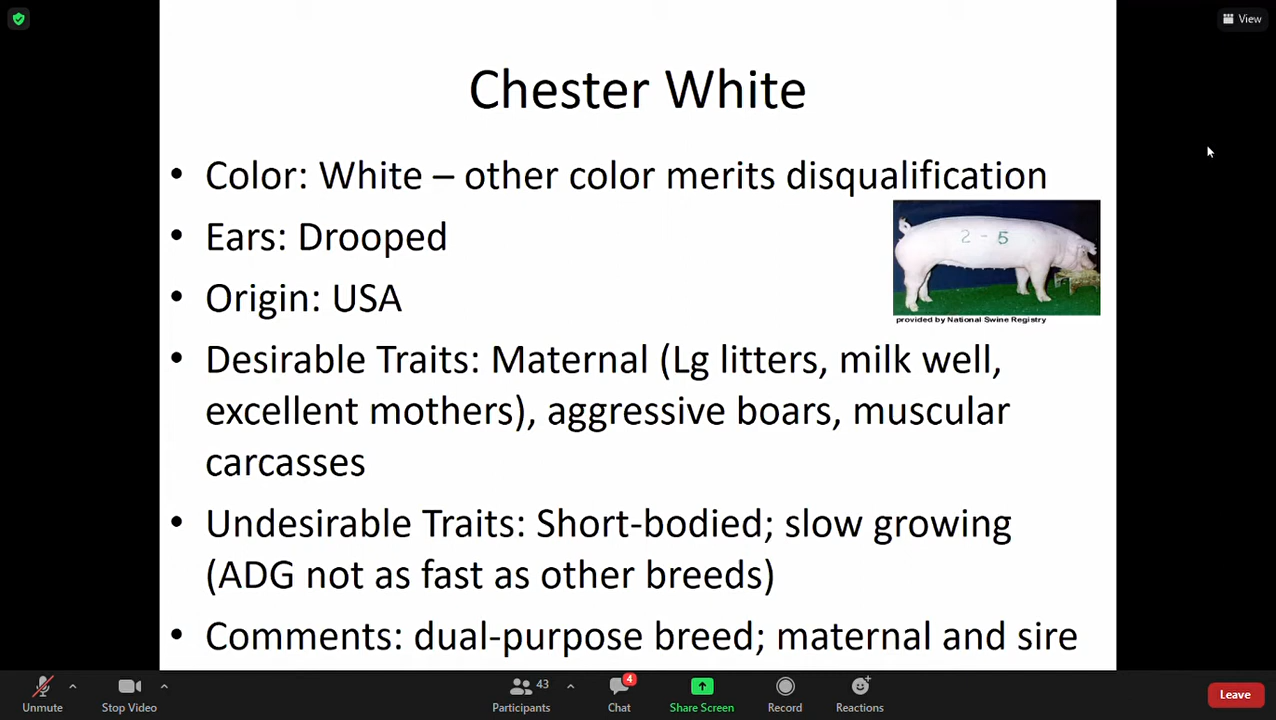 View
Chester White
• Color: White – other color merits disqualification
• Ears: Drooped
2 - 5
• Origin: USA
provided by National Swine Registry
• Desirable Traits: Maternal (Lg litters, milk well,
excellent mothers), aggressive boars, muscular
carcasses
• Undesirable Traits: Short-bodied; slow growing
(ADG not as fast as other breeds)
• Comments: dual-purpose breed; maternal and sire
Unmute
Stop Video
43
Participants
4
Chat
Share Screen
Record
Reactions
Leave